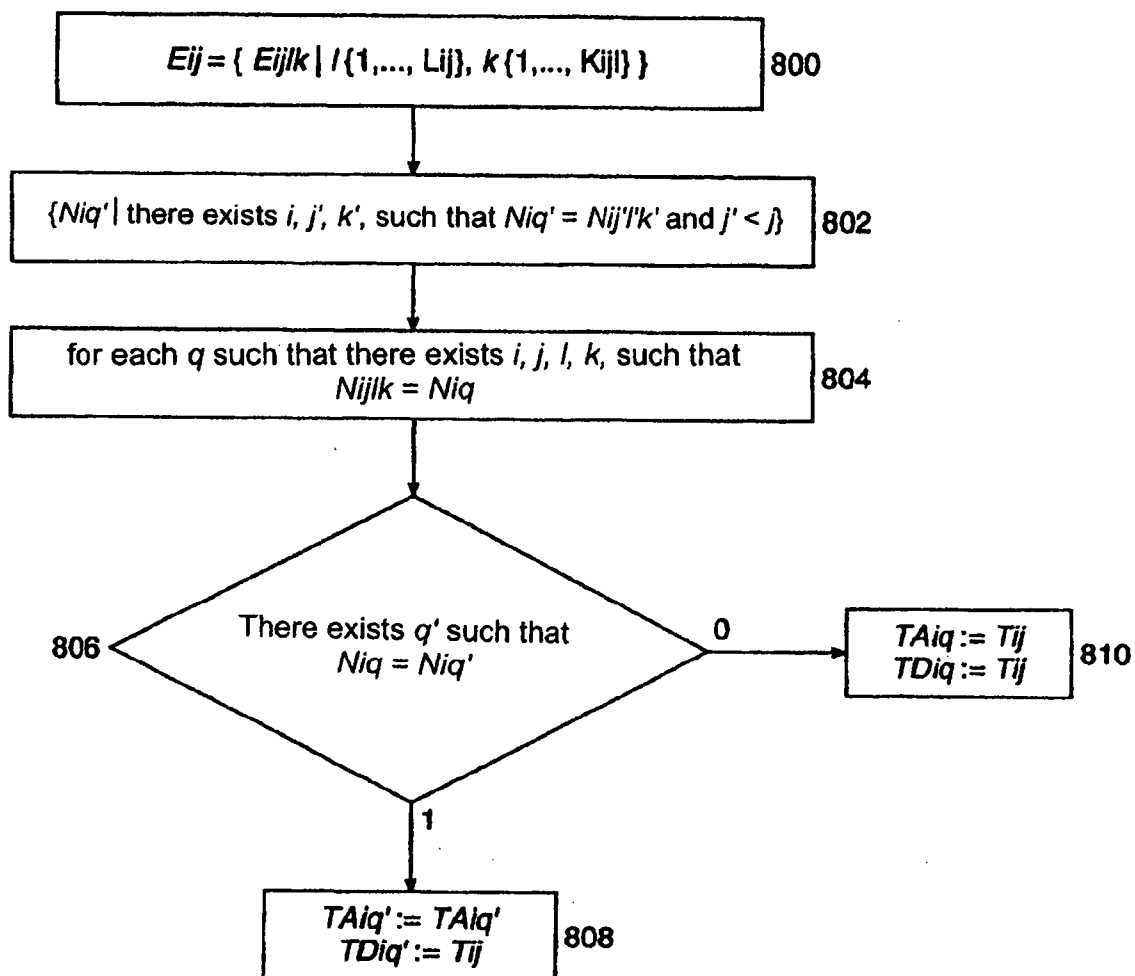 Eij = { Eijlk | l {1,..., Lij}, k {1,..., Kijl} }
800
{Niq' | there exists i, j', k', such that Niq' = Nij'l'k' and j' < j}
802
for each q such that there exists i, j, l, k, such that
Nijlk = Niq
804
806
There exists q' such that
Niq = Niq'
0
TAiq := Tij
TDiq := Tij
810
1
TAiq' := TAiq'
TDiq' := Tij
808